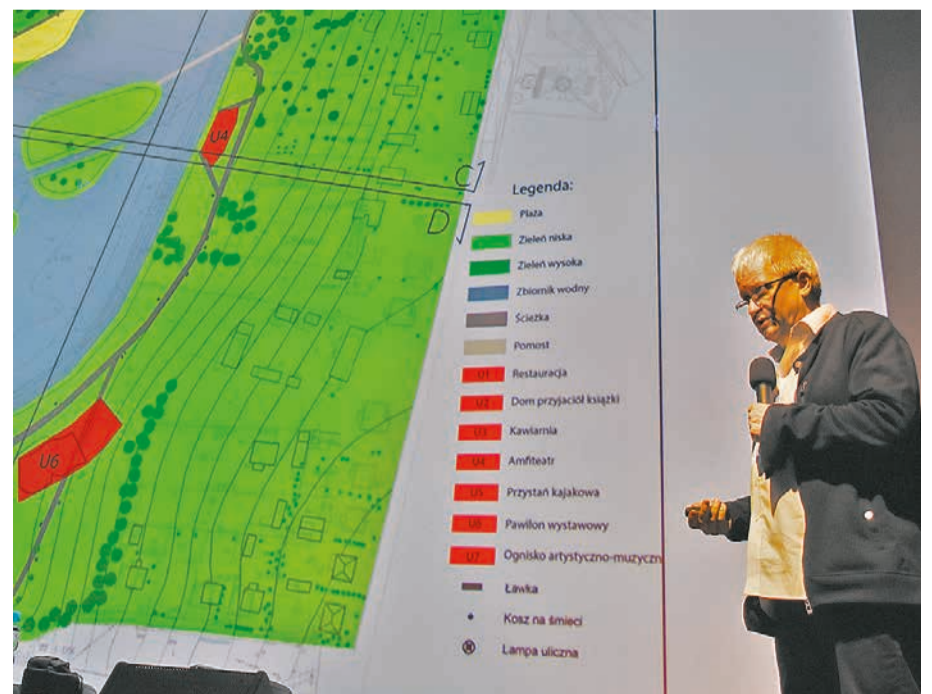 U4
C
D
U6
Legenda:
Plaża
Zieleń niska
Zieleń wysoka
Zbiornik wodny
Ścieżka
Pomost
U1 Restauracja
U2 Dom przyjaciół książki
U3 Kawiarnia
U4 Amfiteatr
U5 Przystań kajakowa
U6 Pawilon wystawowy
U7 Ognisko artystyczno-muzyczn
Ławka
Kosz na śmieci
Lampa uliczna